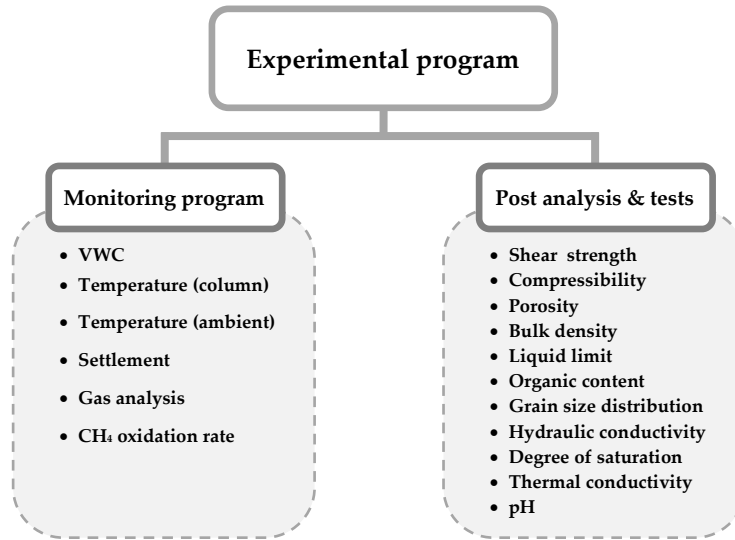 Experimental program
Monitoring program
• VWC
• Temperature (column)
• Temperature (ambient)
• Settlement
• Gas analysis
• CH₄ oxidation rate
Post analysis & tests
• Shear strength
• Compressibility
• Porosity
• Bulk density
• Liquid limit
• Organic content
• Grain size distribution
• Hydraulic conductivity
• Degree of saturation
• Thermal conductivity
• pH